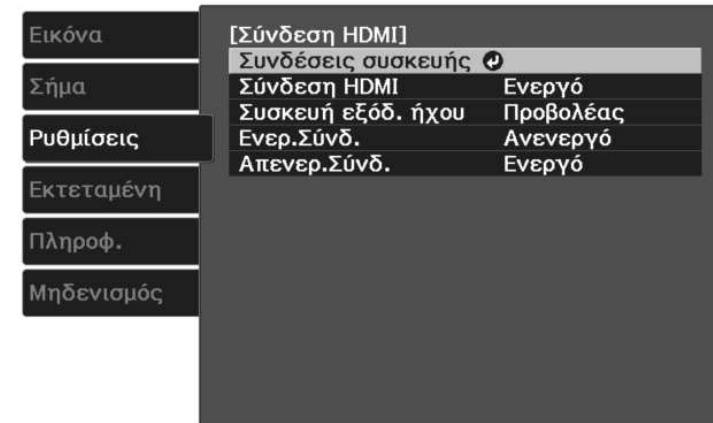 Εικόνα
Σήμα
Ρυθμίσεις
Εκτεταμένη
Πληροφ.
Μηδενισμός
[Σύνδεση HDMI]
Συνδέσεις συσκευής
Σύνδεση HDMI Ενεργό
Συσκευή εξόδ. ήχου Προβολέας
Ενερ.Σύνδ. Ανενεργό
Απενερ.Σύνδ. Ενεργό